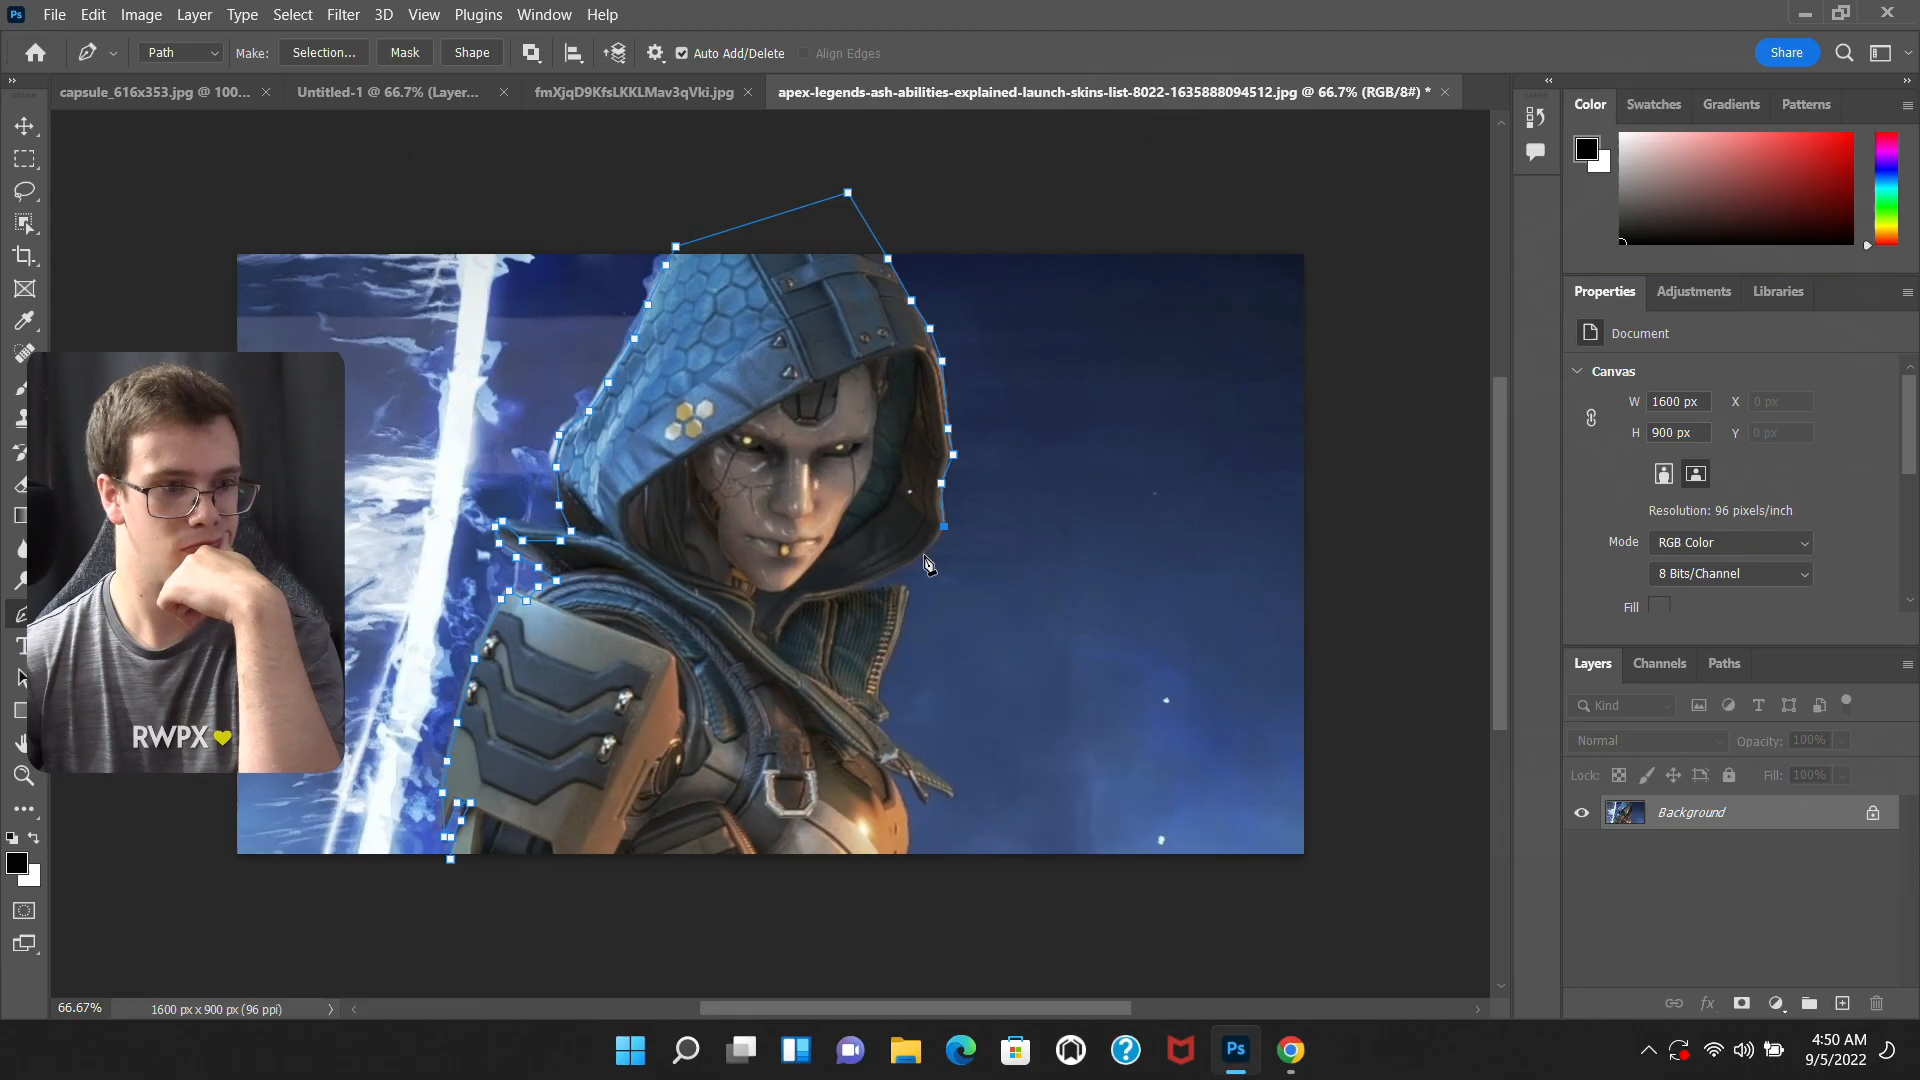 Ps File Edit Image Layer Type Select Filter 3D View Plugins Window Help
Path Make: Selection... Mask Shape Auto Add/Delete Align Edges Share
capsule_616x353.jpg @ 100... Untitled-1 @ 66.7% (Layer... fmXjqD9KfsLKKLMav3qVki.jpg apex-legends-ash-abilities-explained-launch-skins-list-8022-1635888094512.jpg @ 66.7% (RGB/8#) *
Color Swatches Gradients Patterns
Properties Adjustments Libraries
Document
Canvas
W 1600 px X 0 px
H 900 px Y 0 px
Resolution: 96 pixels/inch
Mode RGB Color
8 Bits/Channel
Fill
Layers Channels Paths
Kind
Normal Opacity: 100%
Lock: Fill: 100%
Background
RWPX
66.67% 1600 px x 900 px (96 ppi)
fx
Ps
4:50 AM
9/5/2022